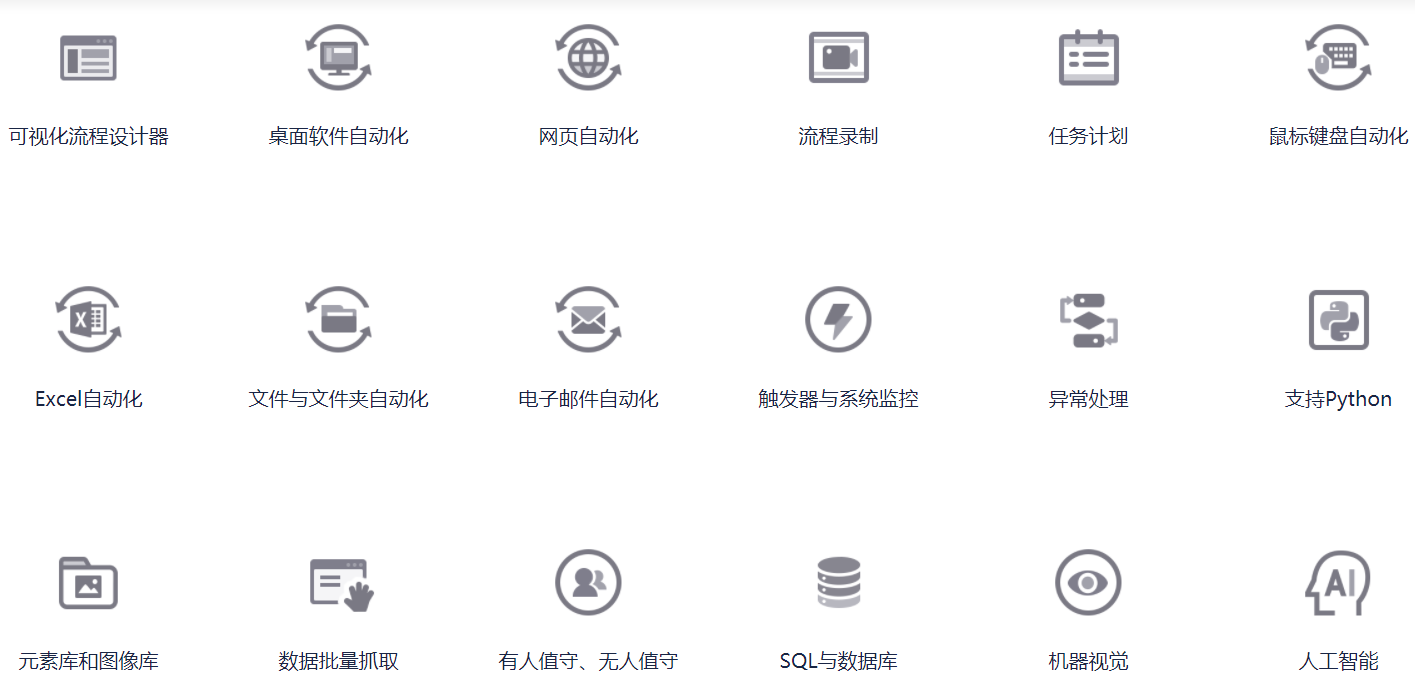 可视化流程设计器
桌面软件自动化
网页自动化
流程录制
任务计划
鼠标键盘自动化
Excel自动化
文件与文件夹自动化
电子邮件自动化
触发器与系统监控
异常处理
支持Python
元素库和图像库
数据批量抓取
有人值守、无人值守
SQL与数据库
机器视觉
AI
人工智能